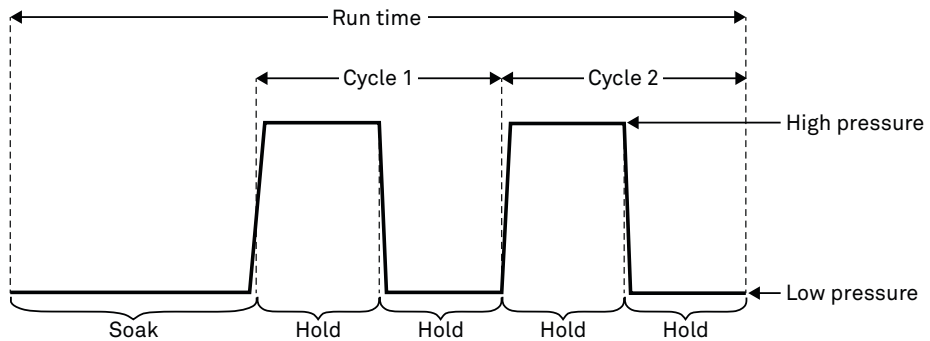 Run time
Cycle 1
Cycle 2
High pressure
Low pressure
Soak
Hold
Hold
Hold
Hold